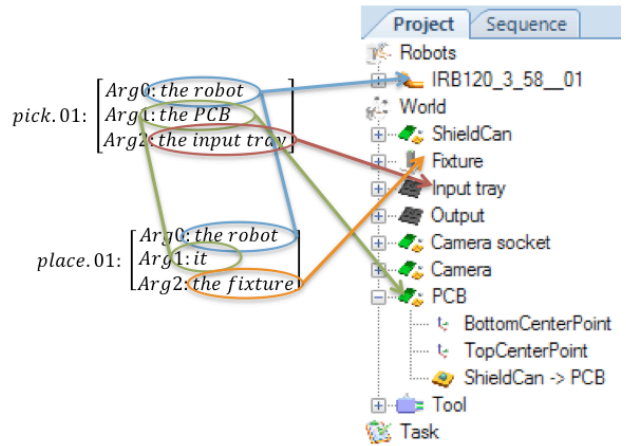 Project Sequence
Robots
IRB120_3_58__01
World
ShieldCan
Fixture
Input tray
Output
Camera socket
Camera
PCB
BottomCenterPoint
TopCenterPoint
ShieldCan -> PCB
Tool
Task
Arg0: the robot
pick.01: Arg1: the PCB
Arg2: the input tray
Arg0: the robot
place.01: Arg1: it
Arg2: the fixture